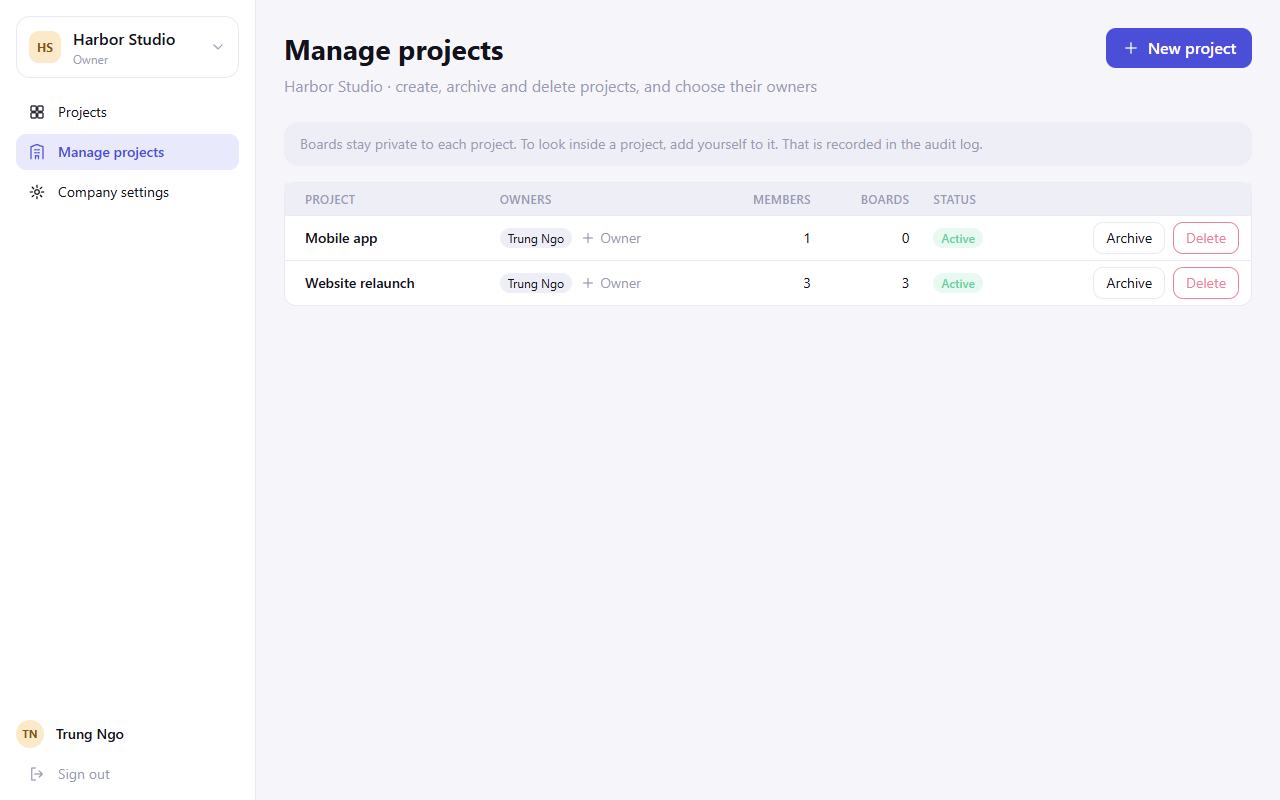 HS
Harbor Studio
Owner
Projects
Manage projects
Company settings
TN
Trung Ngo
Sign out
Manage projects
New project
Harbor Studio · create, archive and delete projects, and choose their owners
Boards stay private to each project. To look inside a project, add yourself to it. That is recorded in the audit log.
PROJECT OWNERS MEMBERS BOARDS STATUS
Mobile app Trung Ngo + Owner 1 0 Active Archive Delete
Website relaunch Trung Ngo + Owner 3 3 Active Archive Delete